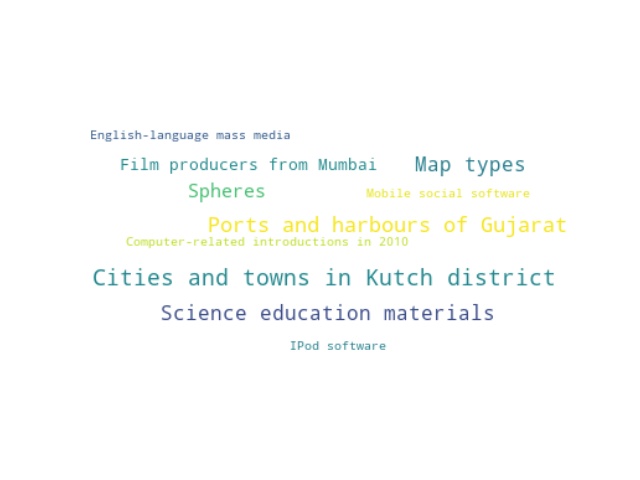 English-language mass media
Film producers from Mumbai
Map types
Spheres
Mobile social software
Ports and harbours of Gujarat
Computer-related introductions in 2010
Cities and towns in Kutch district
Science education materials
IPod software